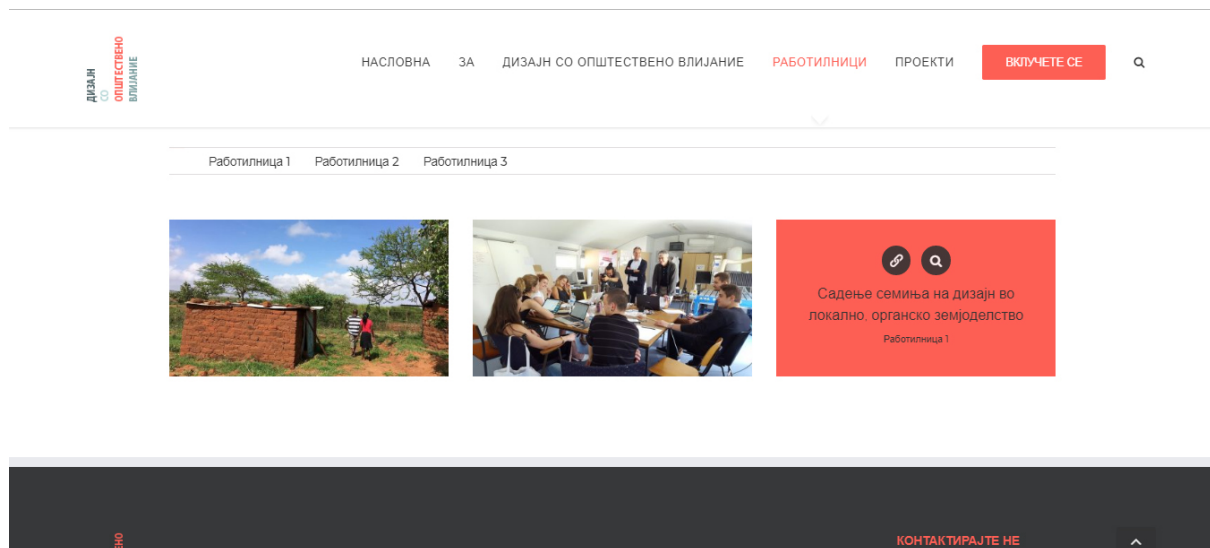 ДИЗАЈН
СО
ОПШТЕСТВЕНО
ВЛИЈАНИЕ
НАСЛОВНА ЗА ДИЗАЈН СО ОПШТЕСТВЕНО ВЛИЈАНИЕ РАБОТИЛНИЦИ ПРОЕКТИ ВКЛУЧЕТЕ СЕ
Работилница 1 Работилница 2 Работилница 3
Садење семиња на дизајн во
локално, органско земјоделство
Работилница 1
КОНТАКТИРАЈТЕ НЕ